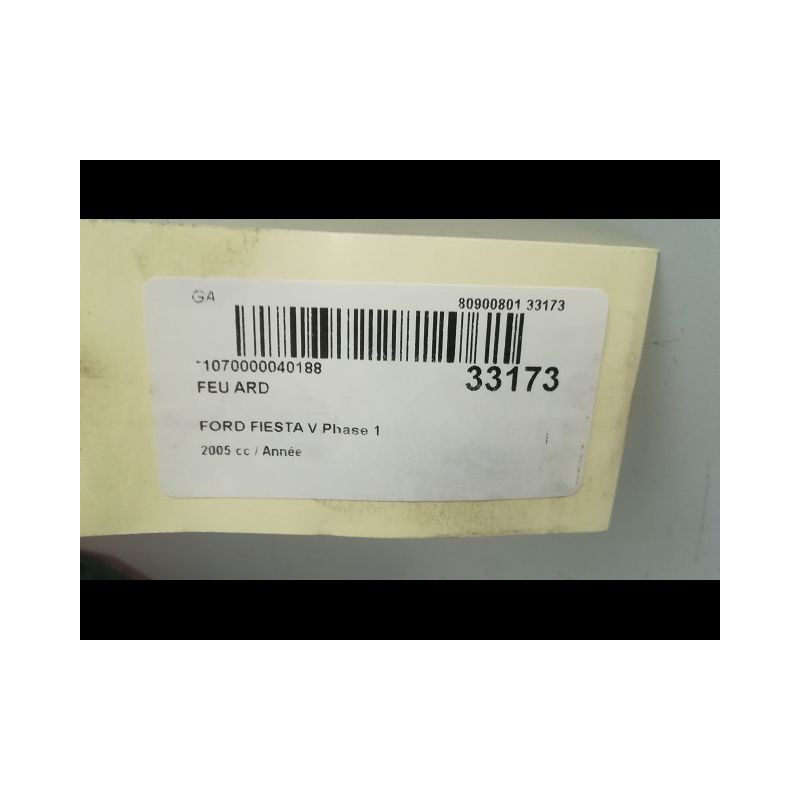 GA 80900801 33173
*1070000040188 33173
FEU ARD
FORD FIESTA V Phase 1
2005 cc / Année